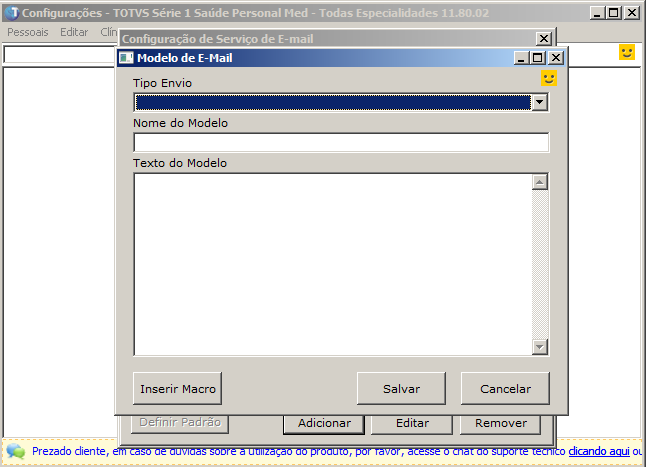 Configurações - TOTVS Série 1 Saúde Personal Med - Todas Especialidades 11.80.02
Pessoais Editar Clín
Configuração de Serviço de E-mail
Modelo de E-Mail
Tipo Envio
Nome do Modelo
Texto do Modelo
Inserir Macro Salvar Cancelar
Definir Padrão Adicionar Editar Remover
Prezado cliente, em caso de dúvidas sobre a utilização do produto, por favor, acesse o chat do suporte técnico clicando aqui ou